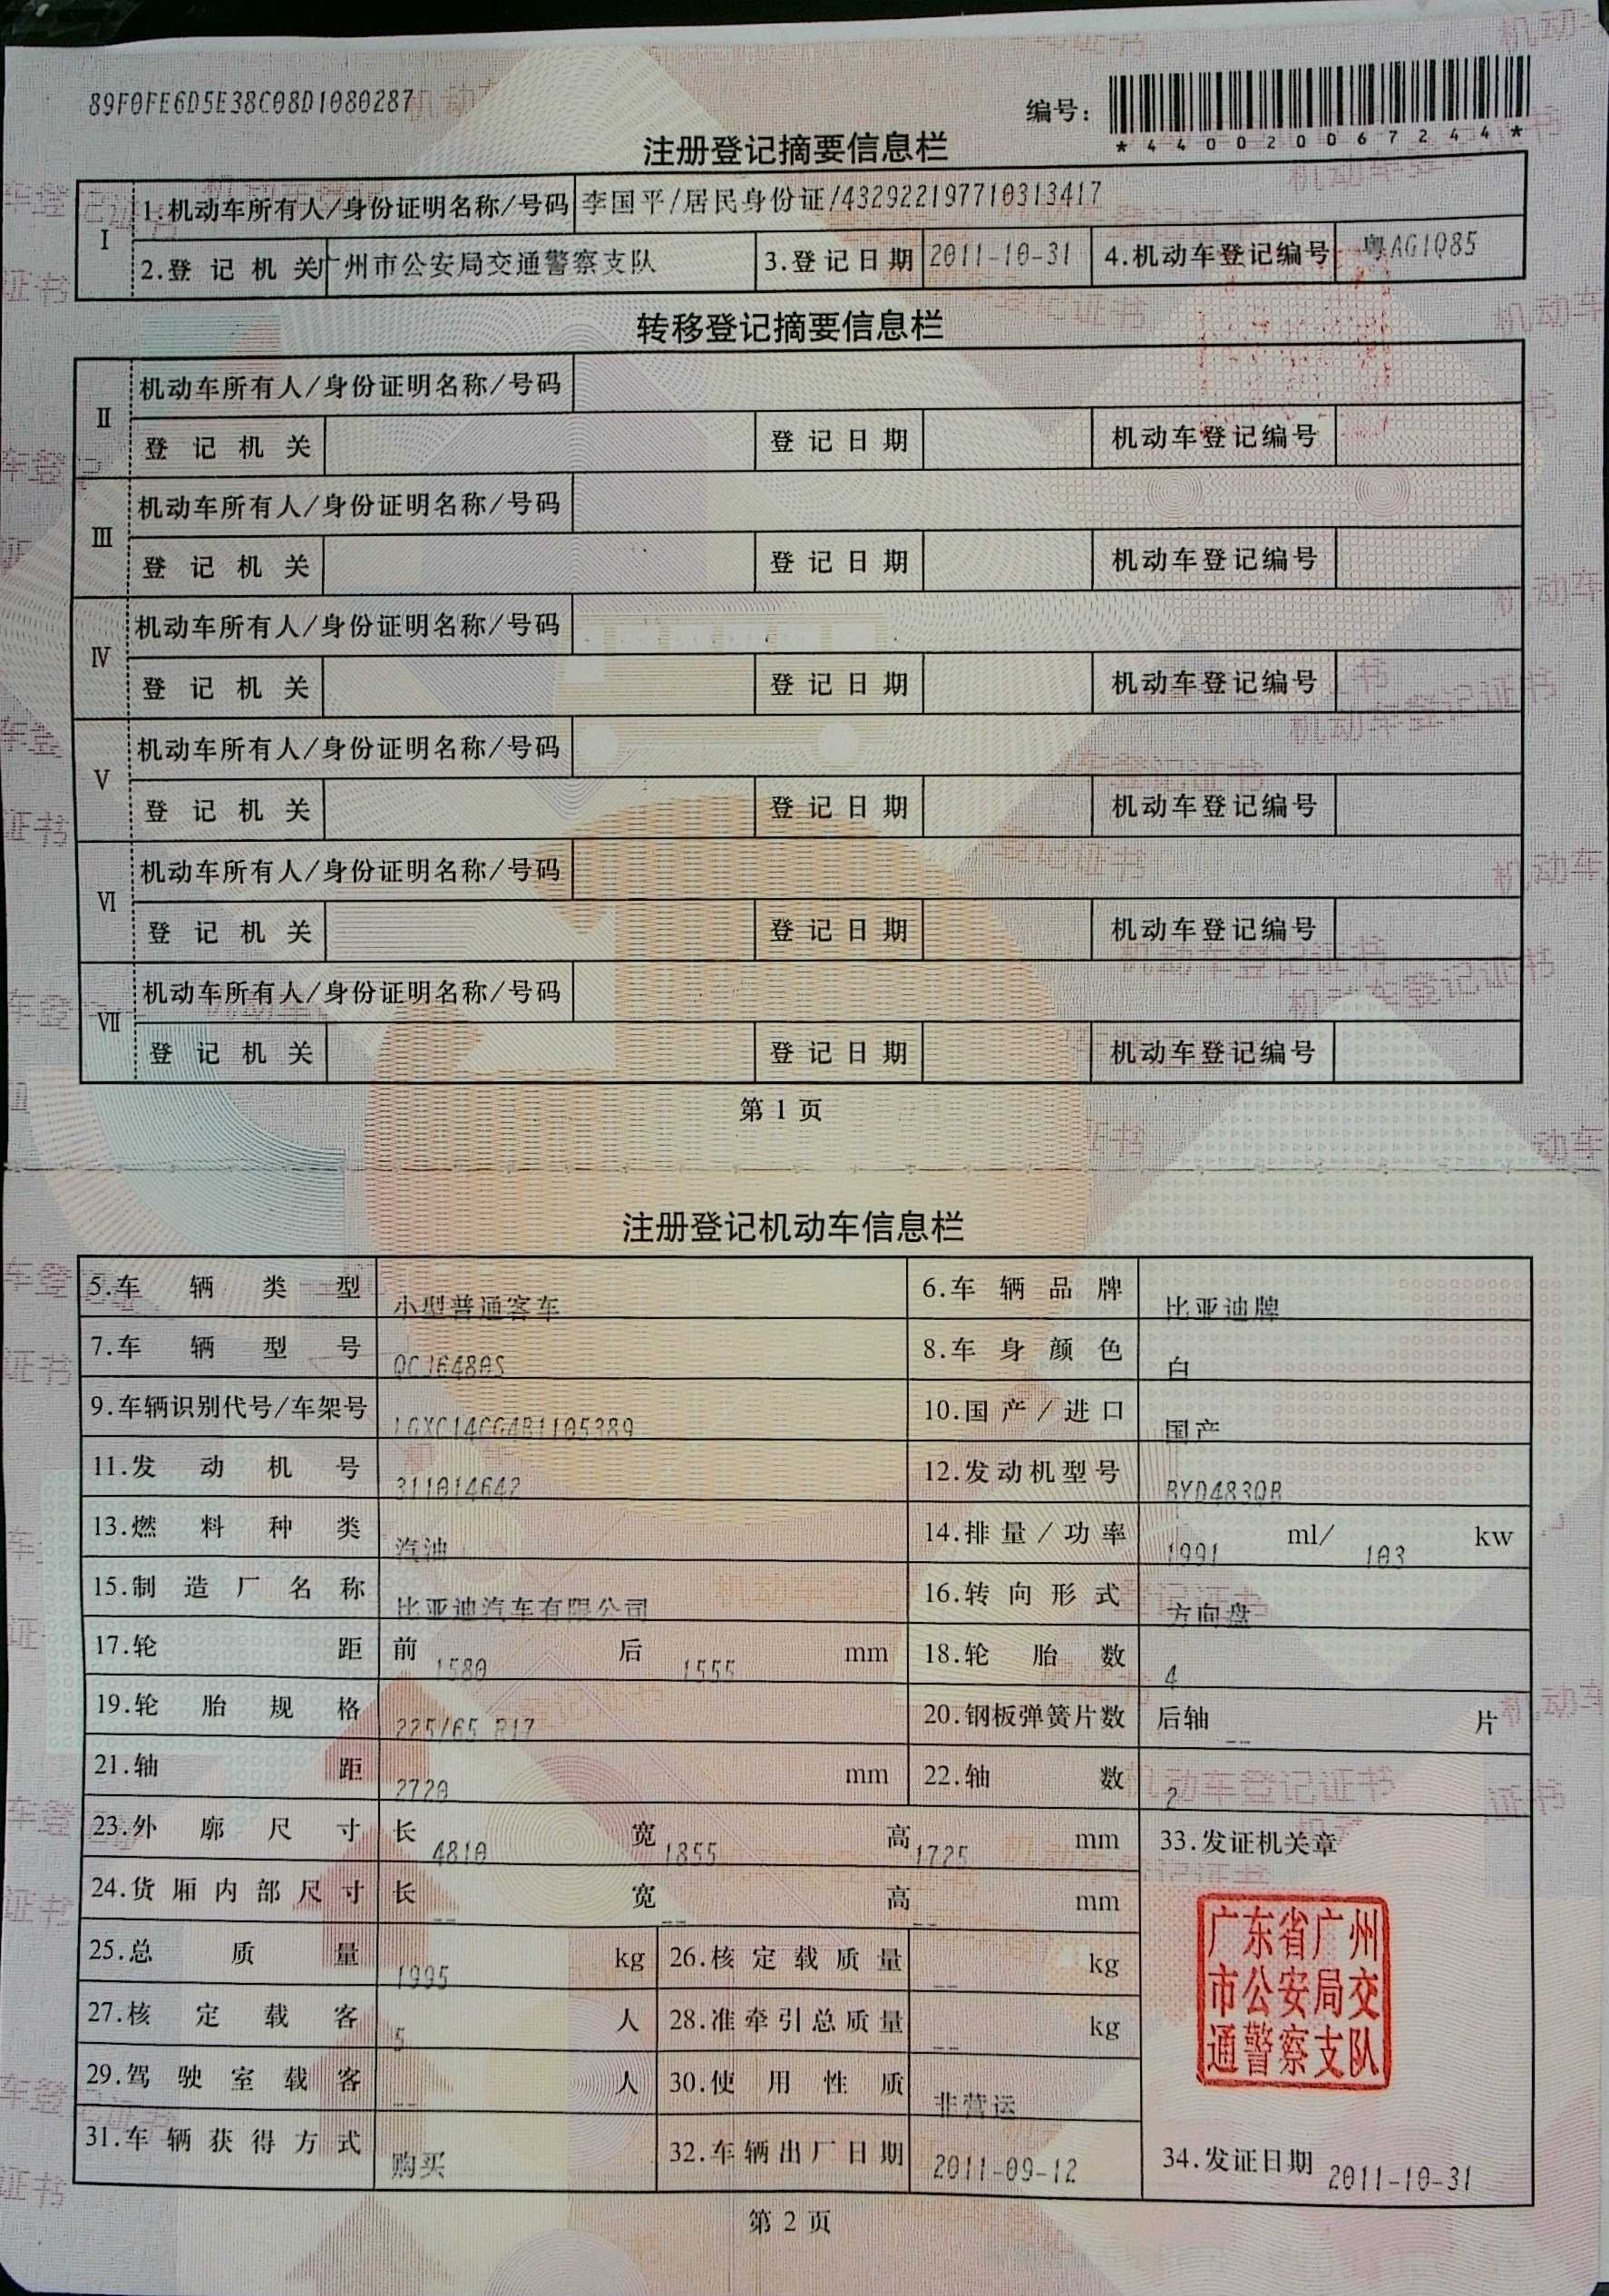 89F0FE6D5E38C08D1080287
编号：
*440020067244*
注册登记摘要信息栏
I
1.机动车所有人/身份证明名称/号码 李国平/居民身份证/432922197710313417
2.登记机关 广州市公安局交通警察支队 3.登记日期 2011-10-31 4.机动车登记编号 粤AG1Q85
转移登记摘要信息栏
II
机动车所有人/身份证明名称/号码
登记机关 登记日期 机动车登记编号
III
机动车所有人/身份证明名称/号码
登记机关 登记日期 机动车登记编号
IV
机动车所有人/身份证明名称/号码
登记机关 登记日期 机动车登记编号
V
机动车所有人/身份证明名称/号码
登记机关 登记日期 机动车登记编号
VI
机动车所有人/身份证明名称/号码
登记机关 登记日期 机动车登记编号
VII
机动车所有人/身份证明名称/号码
登记机关 登记日期 机动车登记编号
第 1 页
注册登记机动车信息栏
5.车辆类型 小型普通客车 6.车辆品牌 比亚迪牌
7.车辆型号 QCJ6480S 8.车身颜色 白
9.车辆识别代号/车架号 LGXC14CG4B1105389 10.国产/进口 国产
11.发动机号 311014642 12.发动机型号 BYD483QB
13.燃料种类 汽油 14.排量/功率 1991 ml/ 103 kw
15.制造厂名称 比亚迪汽车有限公司 16.转向形式 方向盘
17.轮距 前 1580 后 1555 mm 18.轮胎数 4
19.轮胎规格 225/65 R17 20.钢板弹簧片数 后轴 -- 片
21.轴距 2720 mm 22.轴数 2
23.外廓尺寸 长 4810 宽 1855 高 1725 mm 33.发证机关章
24.货厢内部尺寸 长 -- 宽 -- 高 -- mm
25.总质量 1995 kg 26.核定载质量 -- kg
27.核定载客 5 人 28.准牵引总质量 -- kg
29.驾驶室载客 -- 人 30.使用性质 非营运
31.车辆获得方式 购买 32.车辆出厂日期 2011-09-12 34.发证日期 2011-10-31
广东省广州
市公安局交
通警察支队
第 2 页